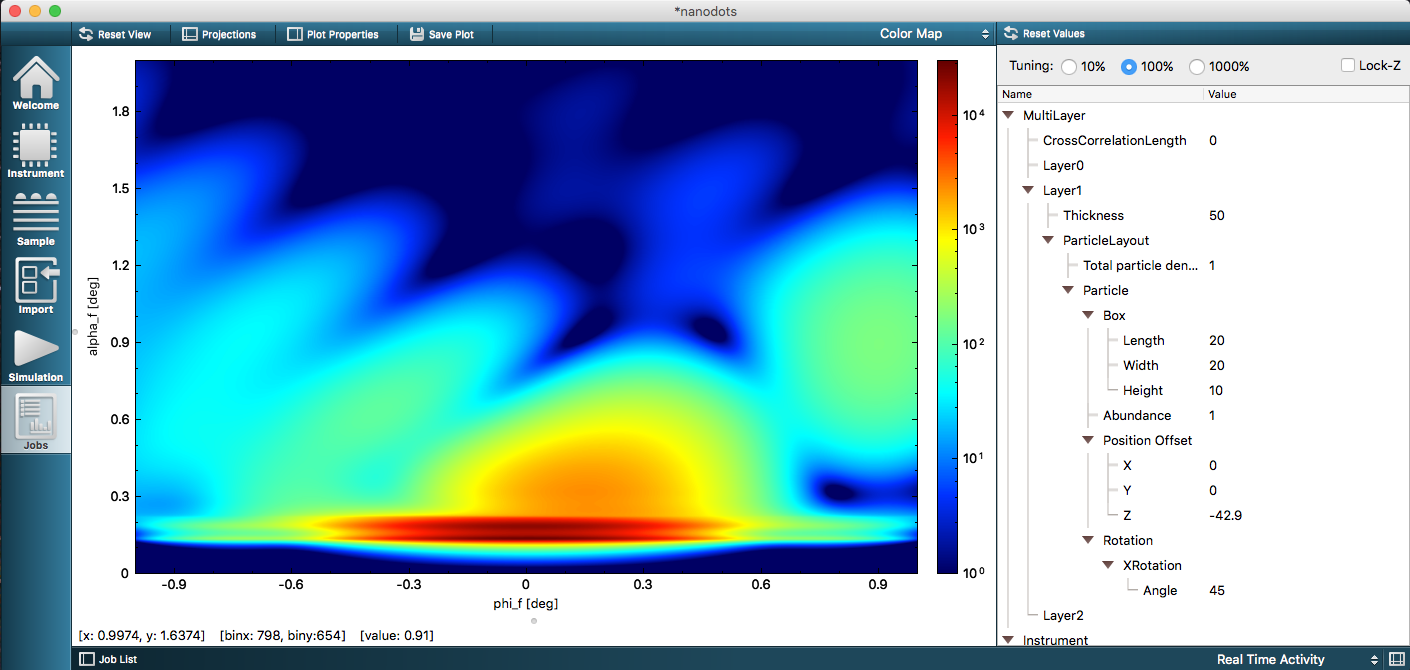 *nanodots
Reset View
Projections
Plot Properties
Save Plot
Color Map
Reset Values
Welcome
Instrument
Sample
Import
Simulation
Jobs
alpha_f [deg]
1.8
1.5
1.2
0.9
0.6
0.3
0
-0.9
-0.6
-0.3
0
0.3
0.6
0.9
phi_f [deg]
10⁴
10³
10²
10¹
10⁰
[x: 0.9974, y: 1.6374] [binx: 798, biny:654] [value: 0.91]
Tuning: 10% 100% 1000% Lock-Z
Name Value
MultiLayer
CrossCorrelationLength 0
Layer0
Layer1
Thickness 50
ParticleLayout
Total particle den... 1
Particle
Box
Length 20
Width 20
Height 10
Abundance 1
Position Offset
X 0
Y 0
Z -42.9
Rotation
XRotation
Angle 45
Layer2
Instrument
Job List
Real Time Activity